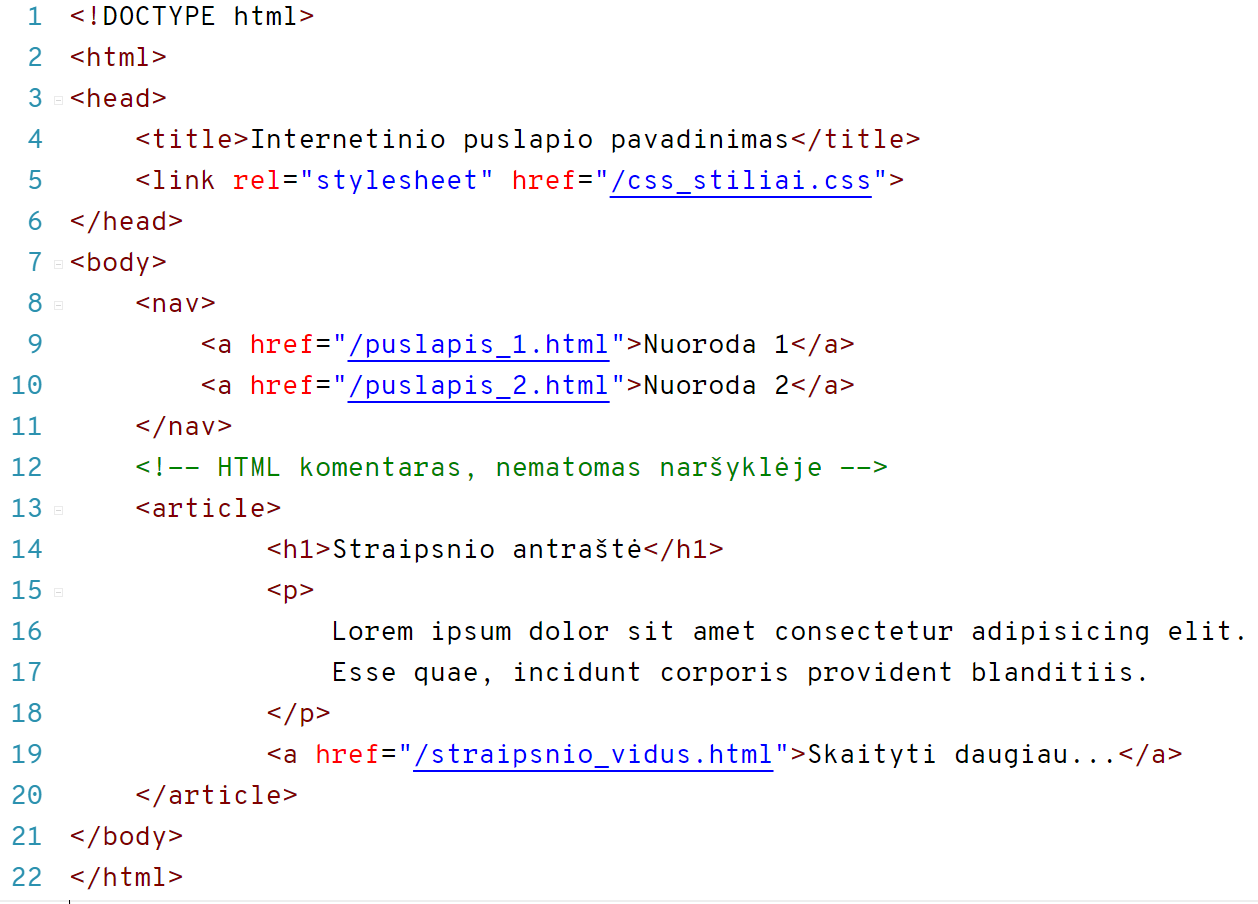 1 <!DOCTYPE html>
2 <html>
3 <head>
4     <title>Internetinio puslapio pavadinimas</title>
5     <link rel="stylesheet" href="/css_stiliai.css">
6 </head>
7 <body>
8     <nav>
9         <a href="/puslapis_1.html">Nuoroda 1</a>
10         <a href="/puslapis_2.html">Nuoroda 2</a>
11     </nav>
12     <!-- HTML komentaras, nematomas naršyklėje -->
13     <article>
14             <h1>Straipsnio antraštė</h1>
15             <p>
16                 Lorem ipsum dolor sit amet consectetur adipisicing elit.
17                 Esse quae, incidunt corporis provident blanditiis.
18             </p>
19             <a href="/straipsnio_vidus.html">Skaityti daugiau...</a>
20     </article>
21 </body>
22 </html>